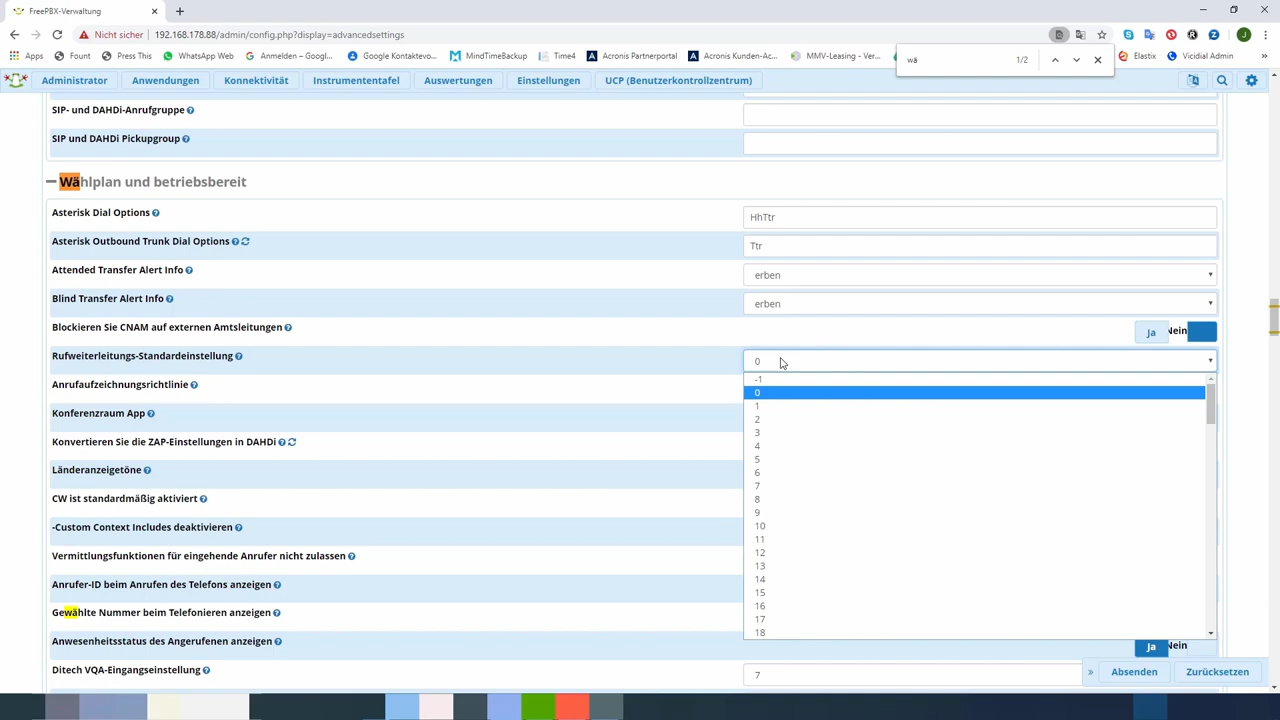 FreePBX-Verwaltung
Nicht sicher 192.168.178.88/admin/config.php?display=advancedsettings
Apps Fount Press This WhatsApp Web Anmelden – Googl... Google Kontaktevo... MindTimeBackup Time4 Acronis Partnerportal Acronis Kunden-Ac... MMV-Leasing - Ver... Elastix Vicidial Admin
wä 1/2
Administrator Anwendungen Konnektivität Instrumententafel Auswertungen Einstellungen UCP (Benutzerkontrollzentrum)
SIP- und DAHDi-Anrufgruppe
SIP und DAHDi Pickupgroup
Wählplan und betriebsbereit
Asterisk Dial Options HhTtr
Asterisk Outbound Trunk Dial Options Ttr
Attended Transfer Alert Info erben
Blind Transfer Alert Info erben
Blockieren Sie CNAM auf externen Amtsleitungen Ja Nein
Rufweiterleitungs-Standardeinstellung 0
-1
0
1
2
3
4
5
6
7
8
9
10
11
12
13
14
15
16
17
18
Anrufaufzeichnungsrichtlinie
Konferenzraum App
Konvertieren Sie die ZAP-Einstellungen in DAHDi
Länderanzeigetöne
CW ist standardmäßig aktiviert
-Custom Context Includes deaktivieren
Vermittlungsfunktionen für eingehende Anrufer nicht zulassen
Anrufer-ID beim Anrufen des Telefons anzeigen
Gewählte Nummer beim Telefonieren anzeigen
Anwesenheitsstatus des Angerufenen anzeigen Ja Nein
Ditech VQA-Eingangseinstellung 7
» Absenden Zurücksetzen